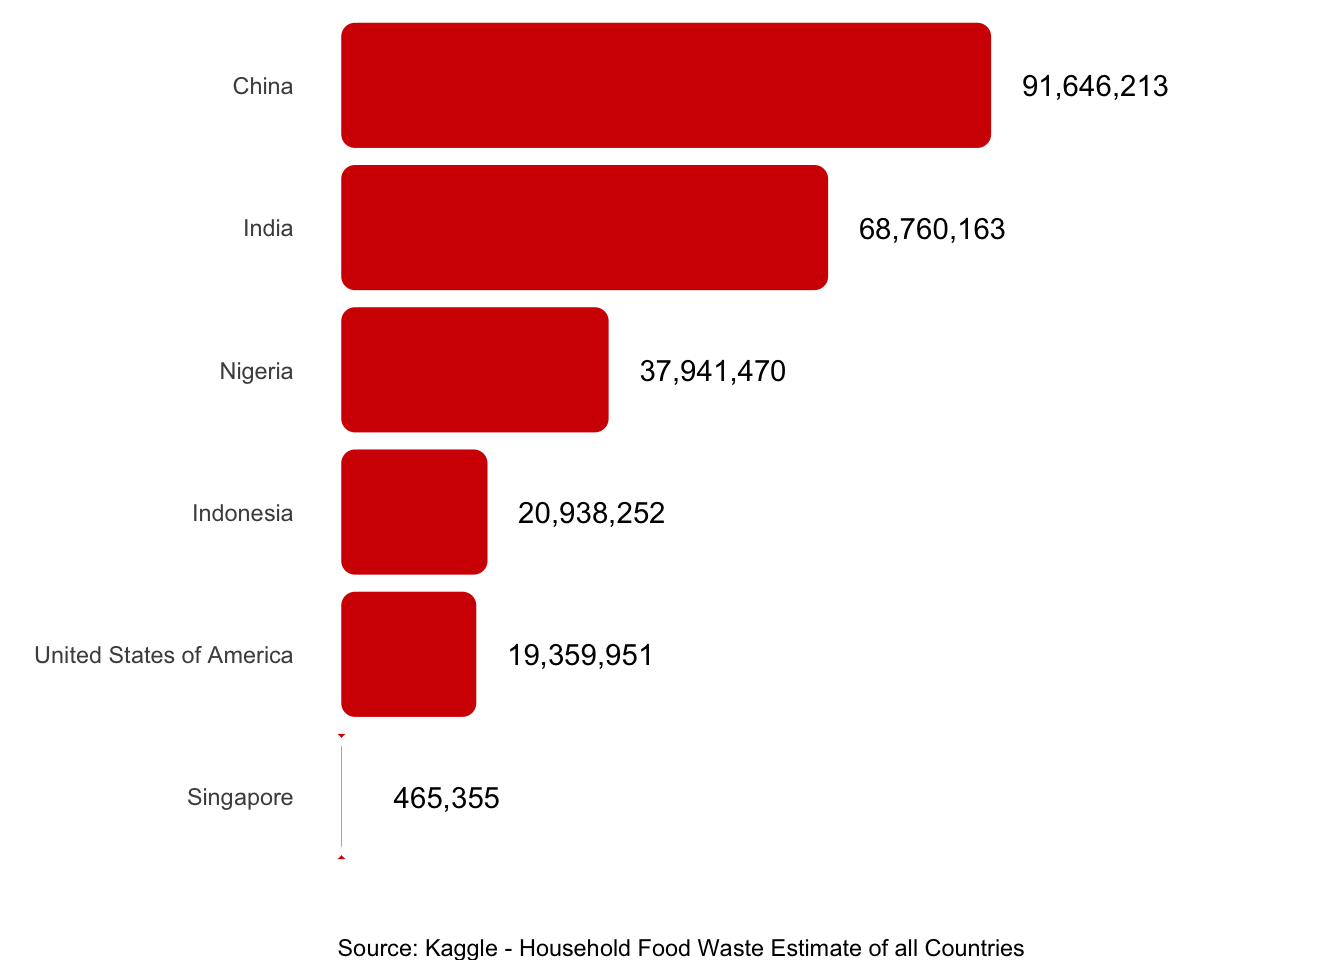 China 91,646,213
India 68,760,163
Nigeria 37,941,470
Indonesia 20,938,252
United States of America 19,359,951
Singapore 465,355
Source: Kaggle - Household Food Waste Estimate of all Countries